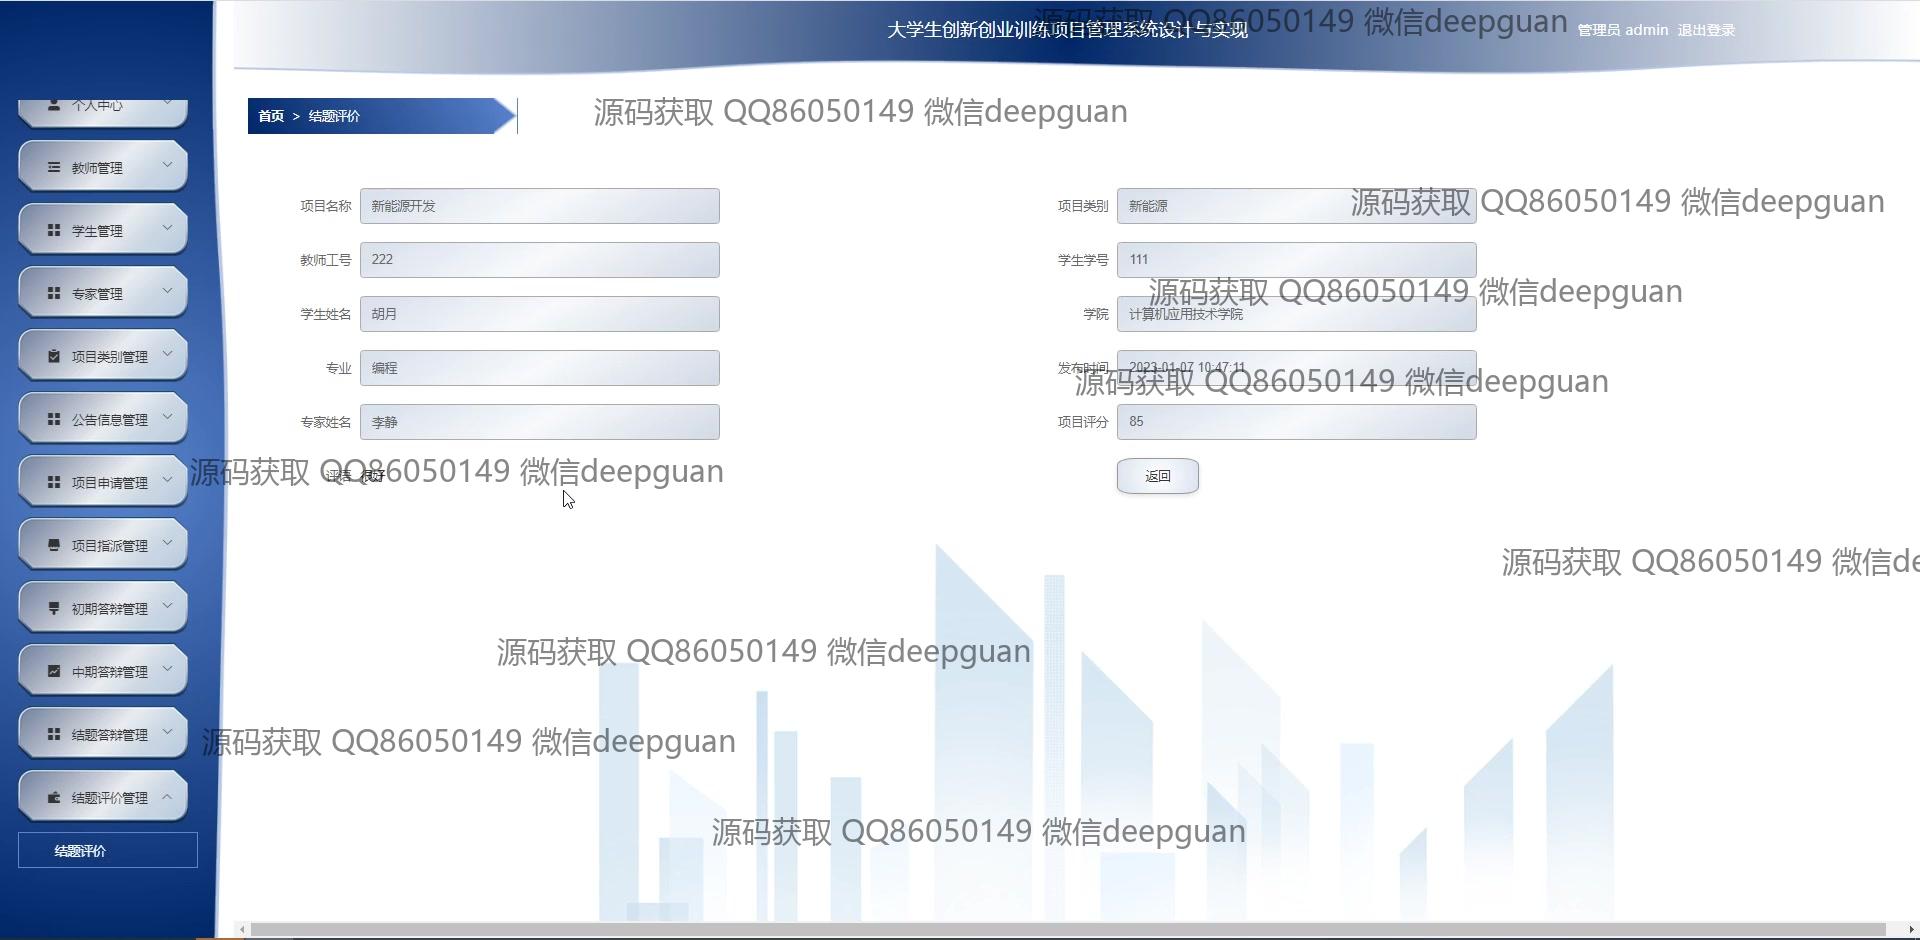 大学生创新创业训练项目管理系统设计与实现
源码获取 QQ86050149 微信deepguan
管理员 admin 退出登录
个人中心
首页 > 结题评价
源码获取 QQ86050149 微信deepguan
教师管理
项目名称 新能源开发
项目类别 新能源
源码获取 QQ86050149 微信deepguan
学生管理
教师工号 222
学生学号 111
专家管理
源码获取 QQ86050149 微信deepguan
学生姓名 胡月
学院 计算机应用技术学院
项目类别管理
专业 编程
发布时间 2023-01-07 10:47:11
源码获取 QQ86050149 微信deepguan
公告信息管理
专家姓名 李静
项目评分 85
源码获取 QQ86050149 微信deepguan
评语 很好
返回
项目申请管理
项目指派管理
源码获取 QQ86050149 微信de
初期答辩管理
源码获取 QQ86050149 微信deepguan
中期答辩管理
结题答辩管理
源码获取 QQ86050149 微信deepguan
结题评价管理
源码获取 QQ86050149 微信deepguan
结题评价